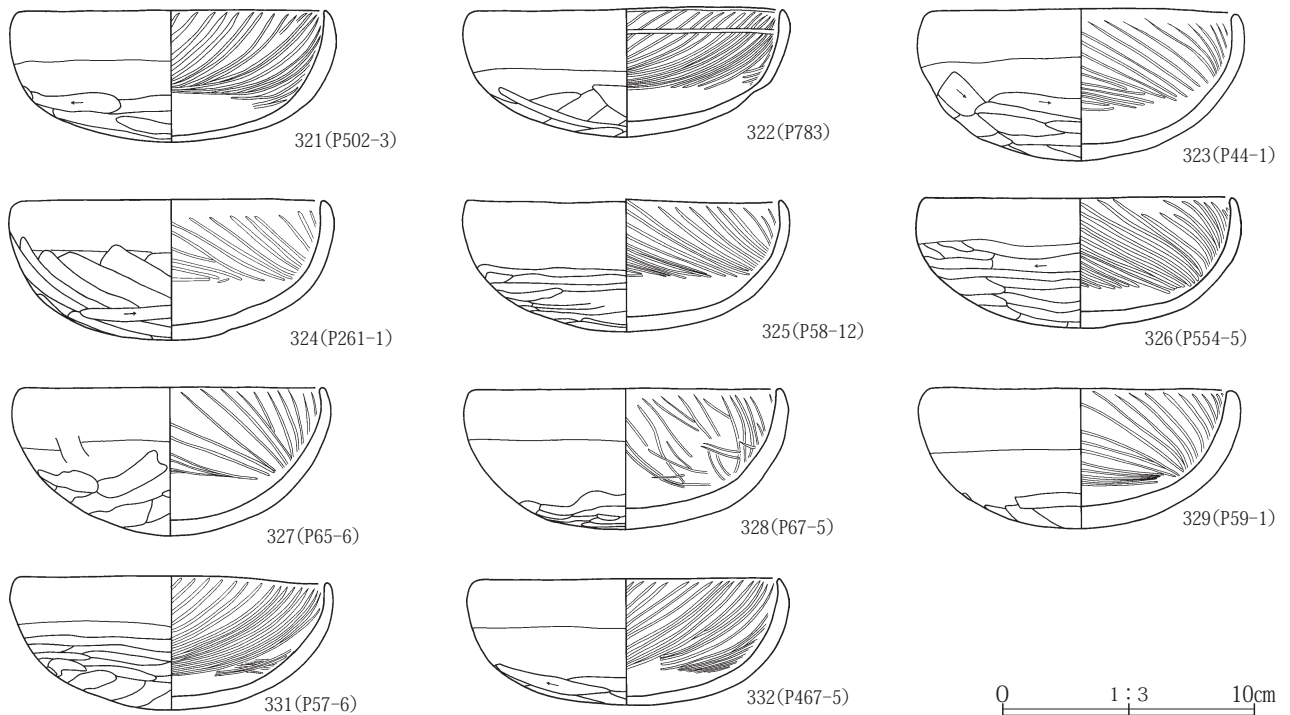 321(P502-3)
322(P783)
323(P44-1)
324(P261-1)
325(P58-12)
326(P554-5)
327(P65-6)
328(P67-5)
329(P59-1)
331(P57-6)
332(P467-5)
0 1:3 10cm